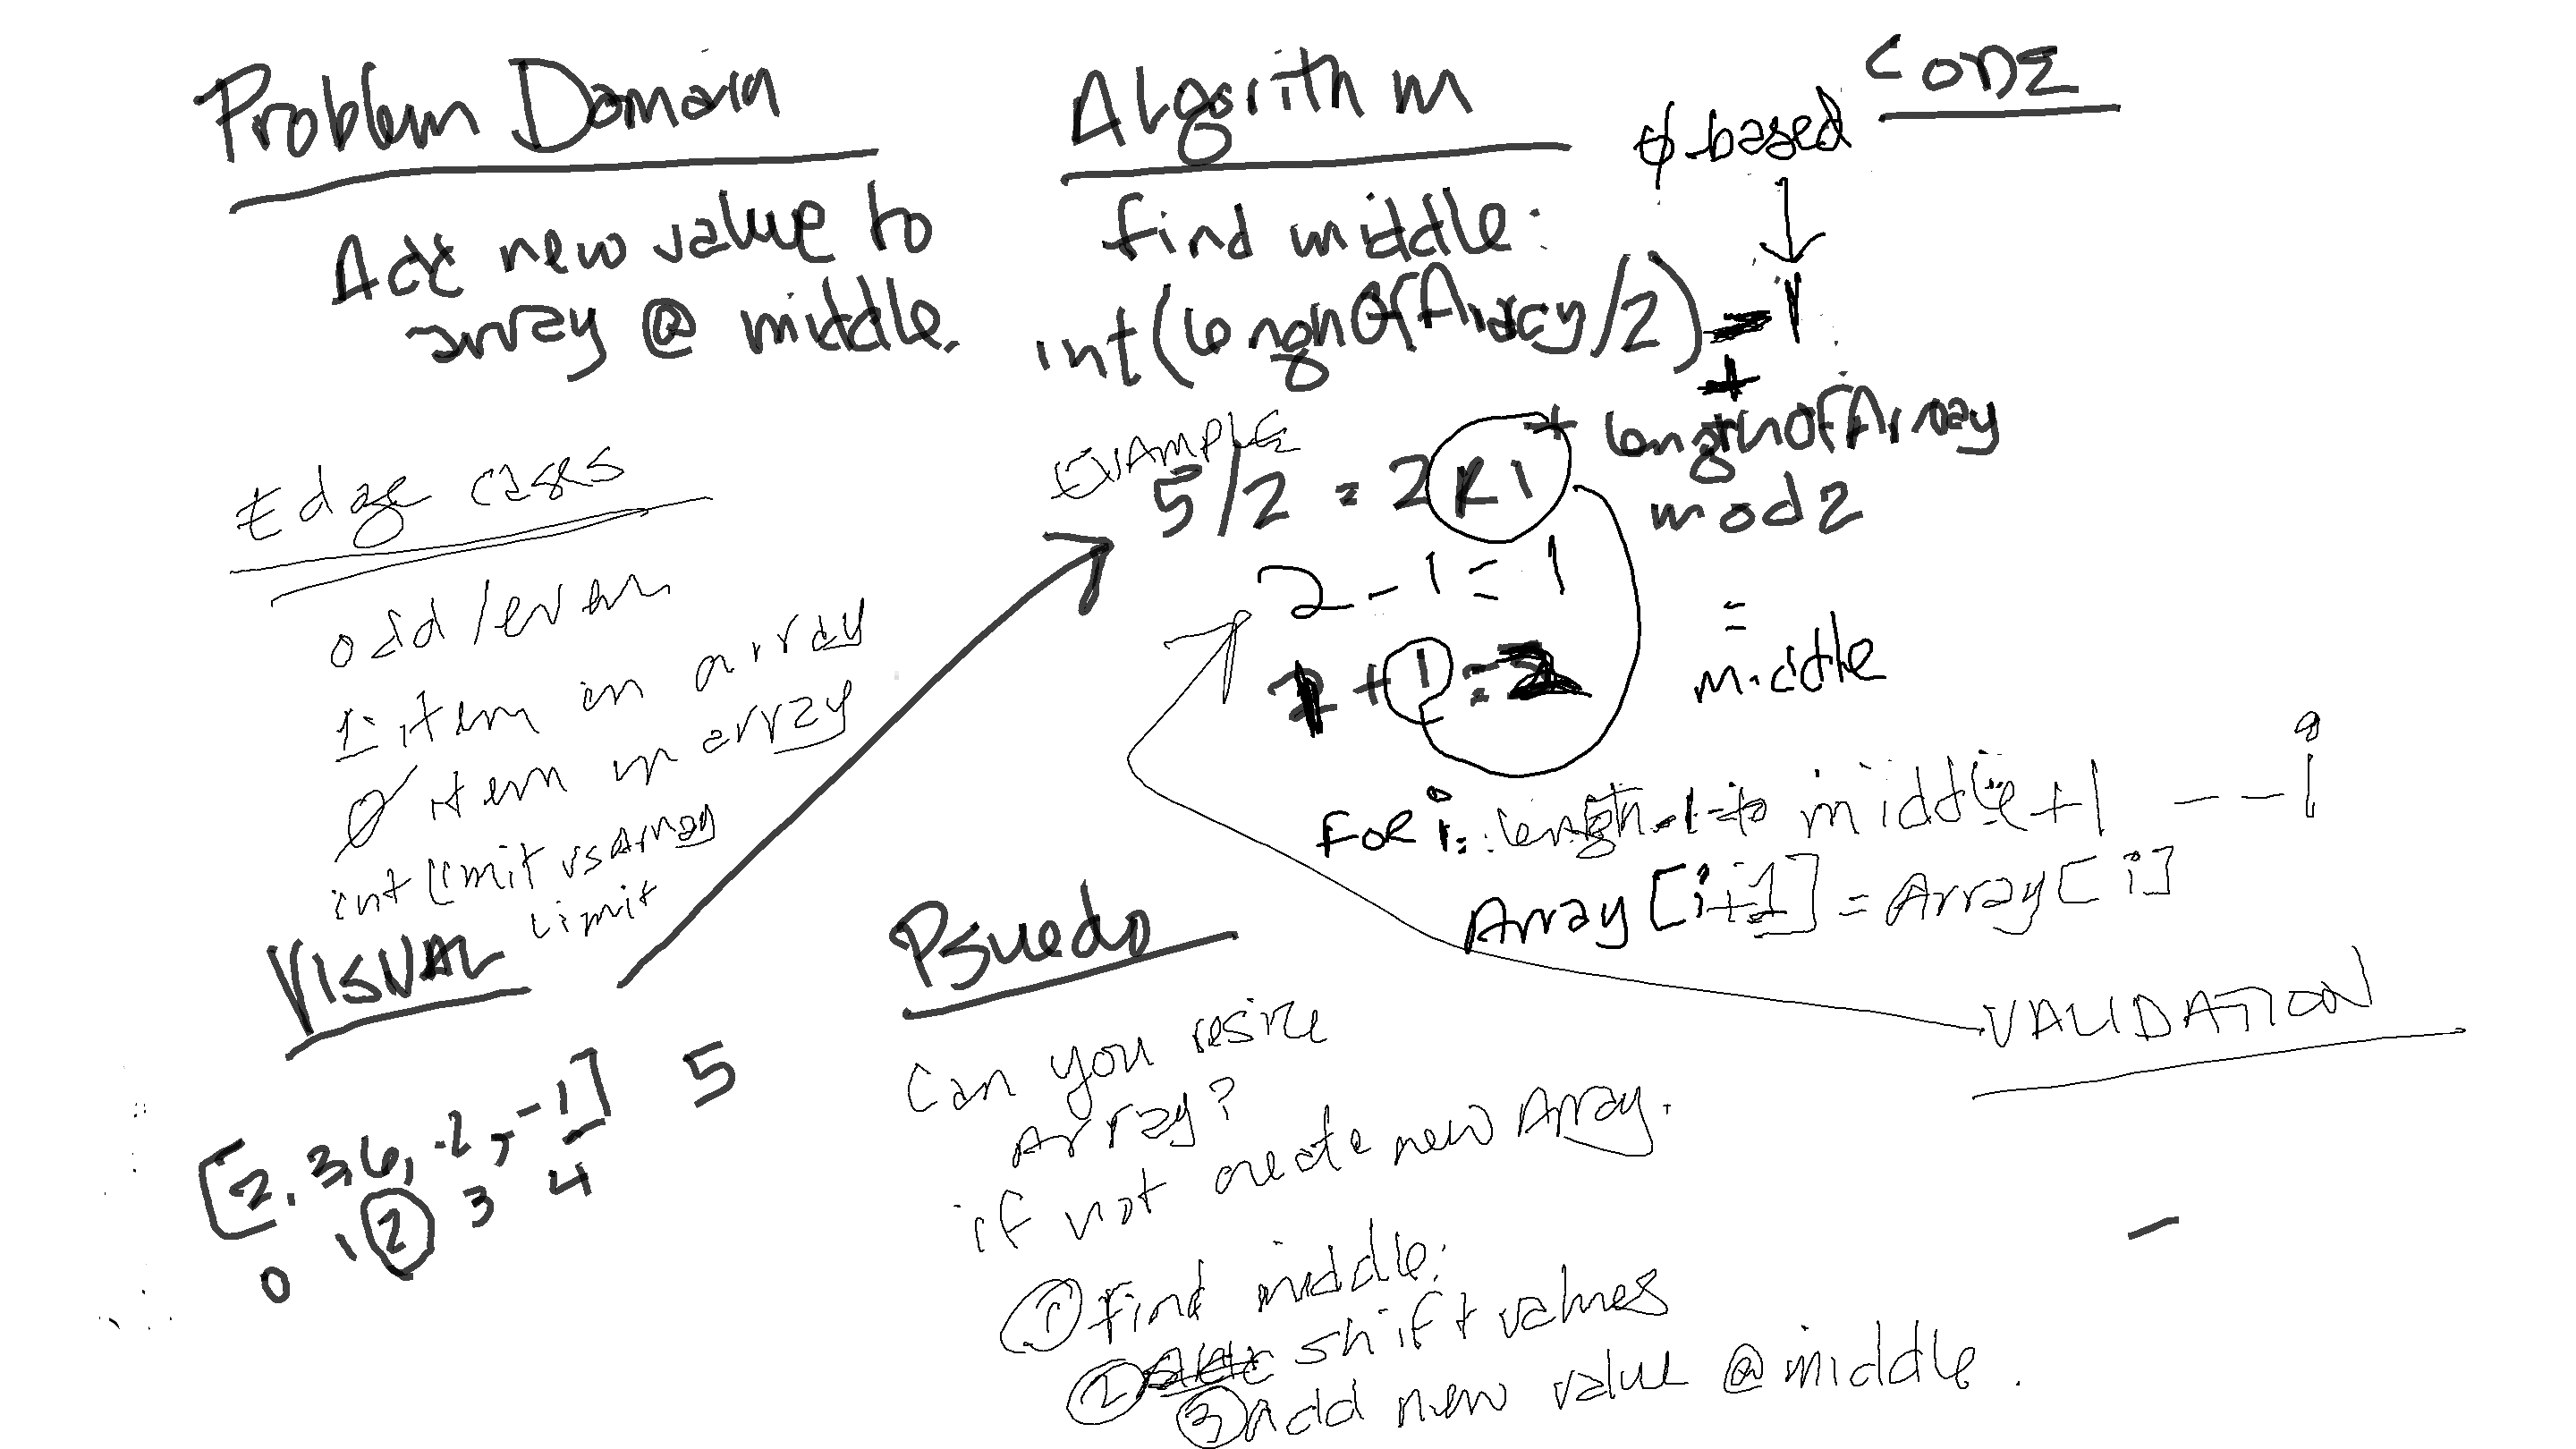 Problem Domain
Add new value to
array @ middle.
Edge cases
odd/even
1 item in array
0 item in array
int limit vs Array
limit
VISUAL
[2, 3, 6, -2, -1] 5
0 1 2 3 4
Algorithm
find middle:
int(lenghOfArray/2) - 1
+
+ lengthOfArray
mod 2
=
middle
EXAMPLE
5/2 = 2 R 1
2 - 1 = 1
1 + 1 = 2
0-based
CODE
for i: length-1 to middle+1 --i
Array[i+1] = Array[i]
Psuedo
Can you resize
Array?
if not create new Array.
1 find middle:
2 shift values
3 add new value @ middle.
VALIDATION